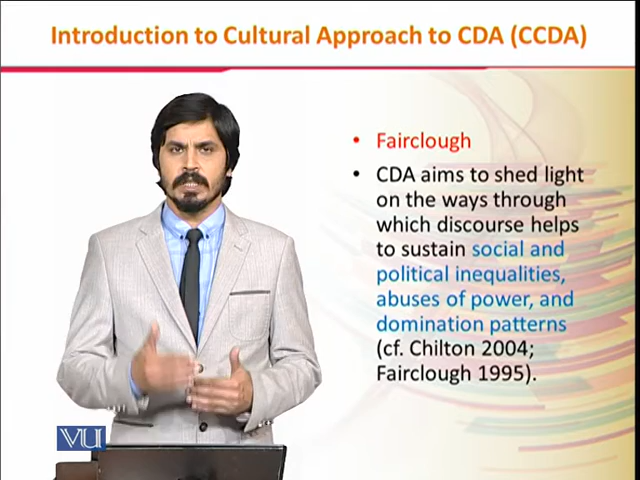 Introduction to Cultural Approach to CDA (CCDA)
• Fairclough
• CDA aims to shed light
on the ways through
which discourse helps
to sustain social and
political inequalities,
abuses of power, and
domination patterns
(cf. Chilton 2004;
Fairclough 1995).
VU